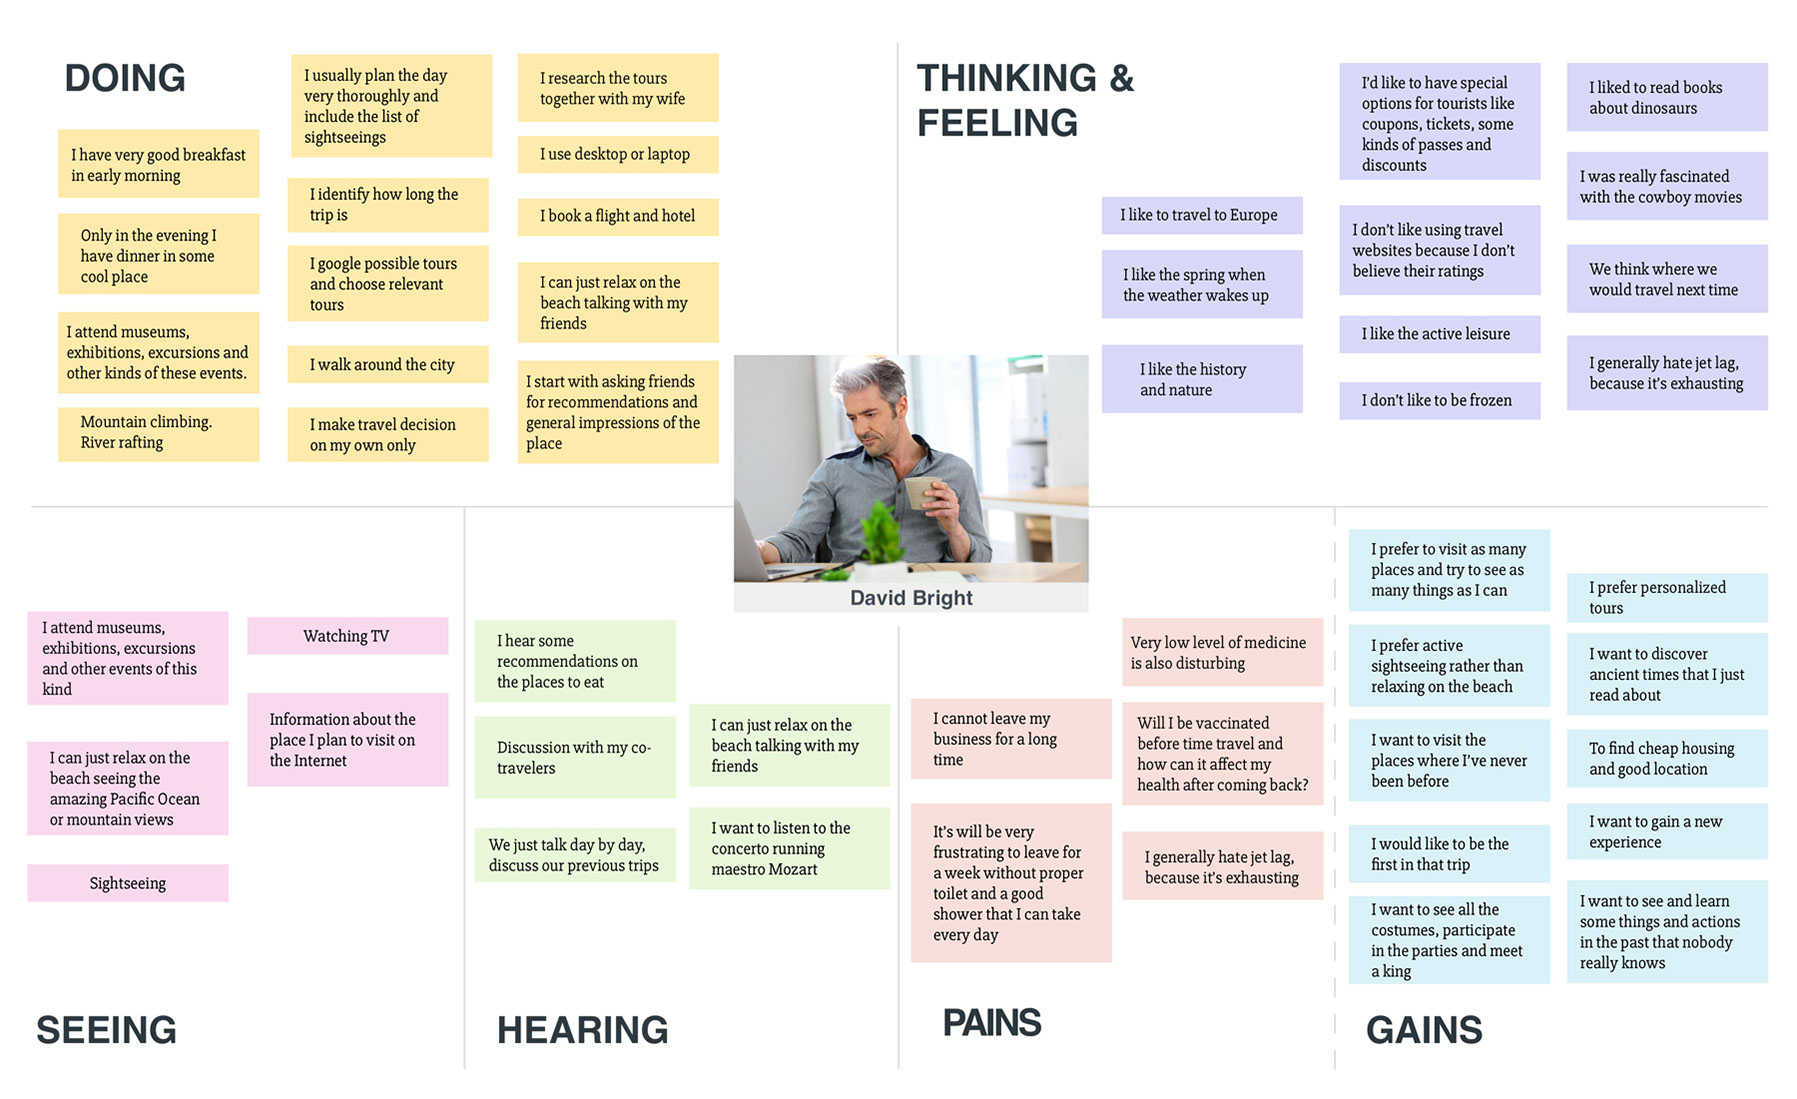 DOING
I have very good breakfast
in early morning
Only in the evening I
have dinner in some
cool place
I attend museums,
exhibitions, excursions and
other kinds of these events.
Mountain climbing.
River rafting
I usually plan the day
very thoroughly and
include the list of
sightseeings
I identify how long the
trip is
I google possible tours
and choose relevant
tours
I walk around the city
I make travel decision
on my own only
I research the tours
together with my wife
I use desktop or laptop
I book a flight and hotel
I can just relax on the
beach talking with my
friends
I start with asking friends
for recommendations and
general impressions of the
place
THINKING &
FEELING
I like to travel to Europe
I like the spring when
the weather wakes up
I like the history
and nature
I'd like to have special
options for tourists like
coupons, tickets, some
kinds of passes and
discounts
I don't like using travel
websites because I don't
believe their ratings
I like the active leisure
I don't like to be frozen
I liked to read books
about dinosaurs
I was really fascinated
with the cowboy movies
We think where we
would travel next time
I generally hate jet lag,
because it's exhausting
David Bright
I attend museums,
exhibitions, excursions
and other events of this
kind
I can just relax on the
beach seeing the
amazing Pacific Ocean
or mountain views
Sightseeing
Watching TV
Information about the
place I plan to visit on
the Internet
SEEING
I hear some
recommendations on
the places to eat
Discussion with my co-
travelers
We just talk day by day,
discuss our previous trips
I can just relax on the
beach talking with my
friends
I want to listen to the
concerto running
maestro Mozart
HEARING
I cannot leave my
business for a long
time
It's will be very
frustrating to leave for
a week without proper
toilet and a good
shower that I can take
every day
Very low level of medicine
is also disturbing
Will I be vaccinated
before time travel and
how can it affect my
health after coming back?
I generally hate jet lag,
because it's exhausting
PAINS
I prefer to visit as many
places and try to see as
many things as I can
I prefer active
sightseeing rather than
relaxing on the beach
I want to visit the
places where I've never
been before
I would like to be the
first in that trip
I want to see all the
costumes, participate
in the parties and meet
a king
I prefer personalized
tours
I want to discover
ancient times that I just
read about
To find cheap housing
and good location
I want to gain a new
experience
I want to see and learn
some things and actions
in the past that nobody
really knows
GAINS